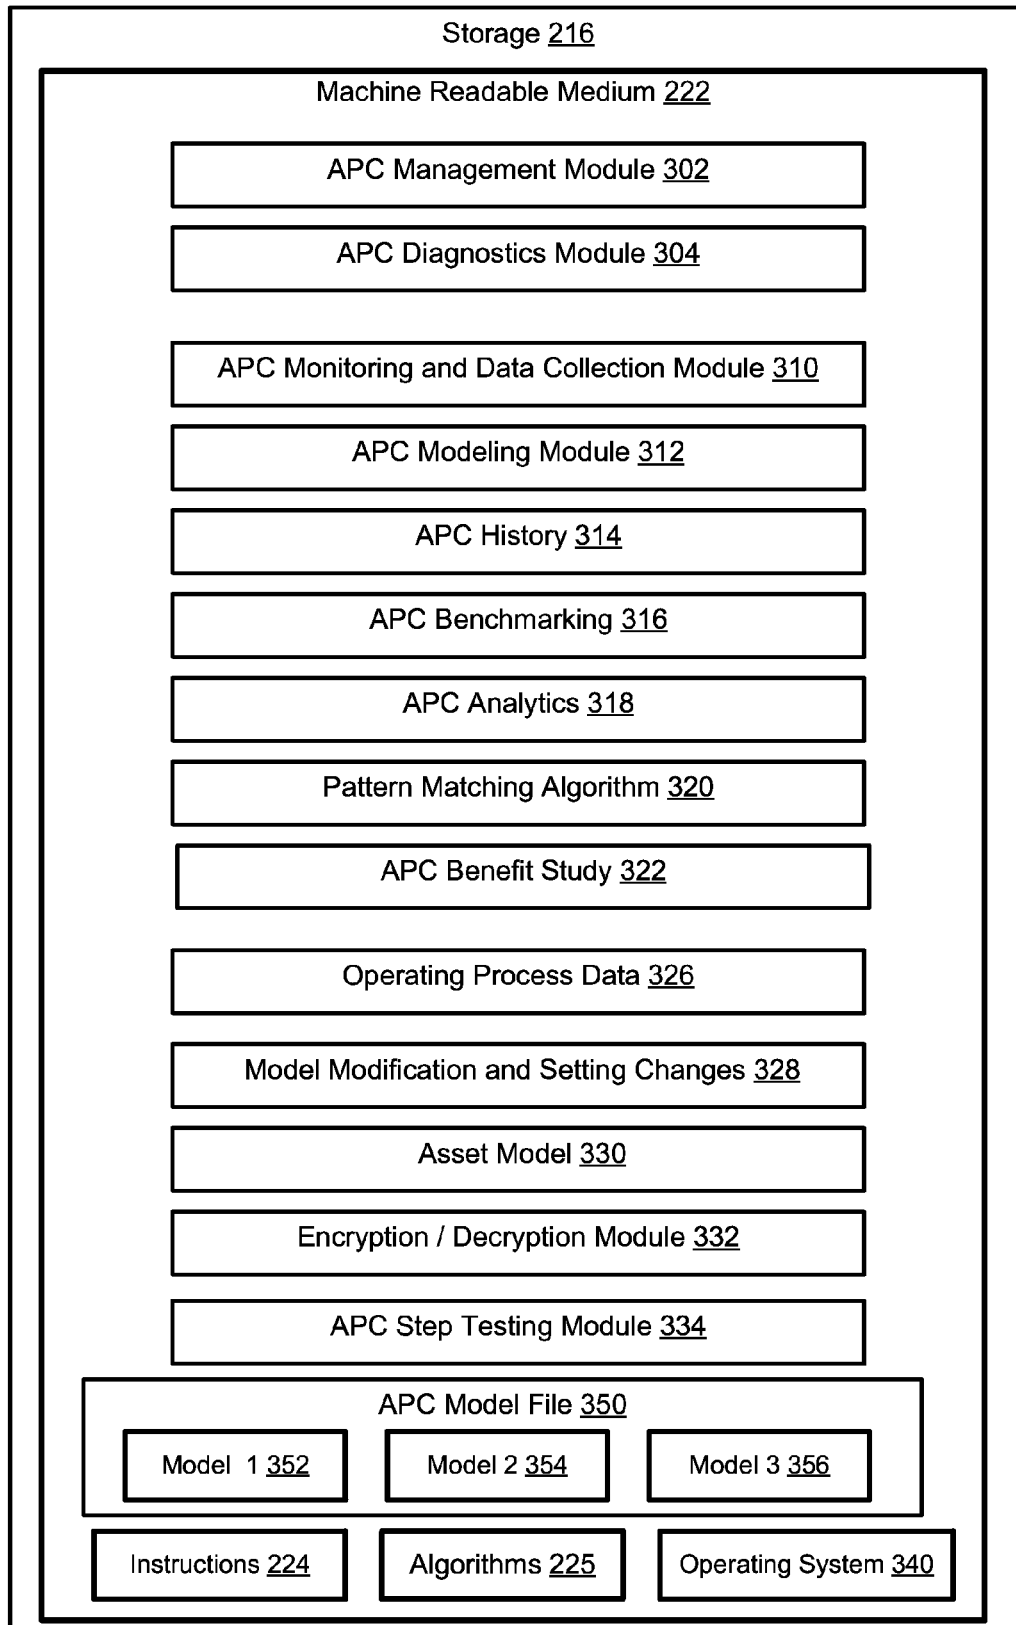 Storage 216
Machine Readable Medium 222
APC Management Module 302
APC Diagnostics Module 304
APC Monitoring and Data Collection Module 310
APC Modeling Module 312
APC History 314
APC Benchmarking 316
APC Analytics 318
Pattern Matching Algorithm 320
APC Benefit Study 322
Operating Process Data 326
Model Modification and Setting Changes 328
Asset Model 330
Encryption / Decryption Module 332
APC Step Testing Module 334
APC Model File 350
Model 1 352
Model 2 354
Model 3 356
Instructions 224
Algorithms 225
Operating System 340